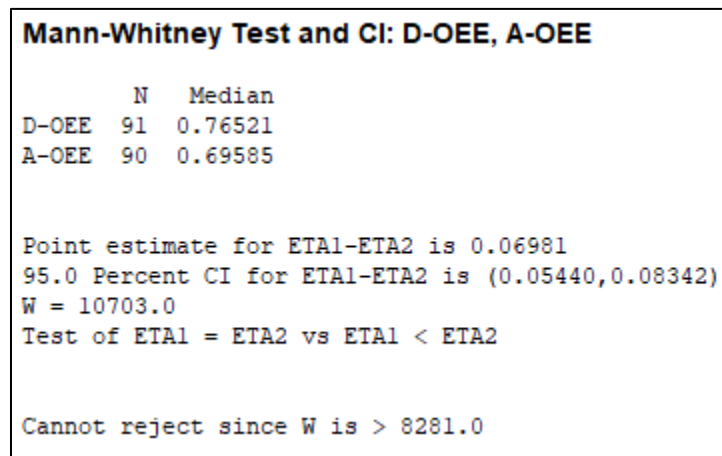 Mann-Whitney Test and CI: D-OEE, A-OEE
N Median
D-OEE 91 0.76521
A-OEE 90 0.69585
Point estimate for ETA1-ETA2 is 0.06981
95.0 Percent CI for ETA1-ETA2 is (0.05440,0.08342)
W = 10703.0
Test of ETA1 = ETA2 vs ETA1 < ETA2
Cannot reject since W is > 8281.0